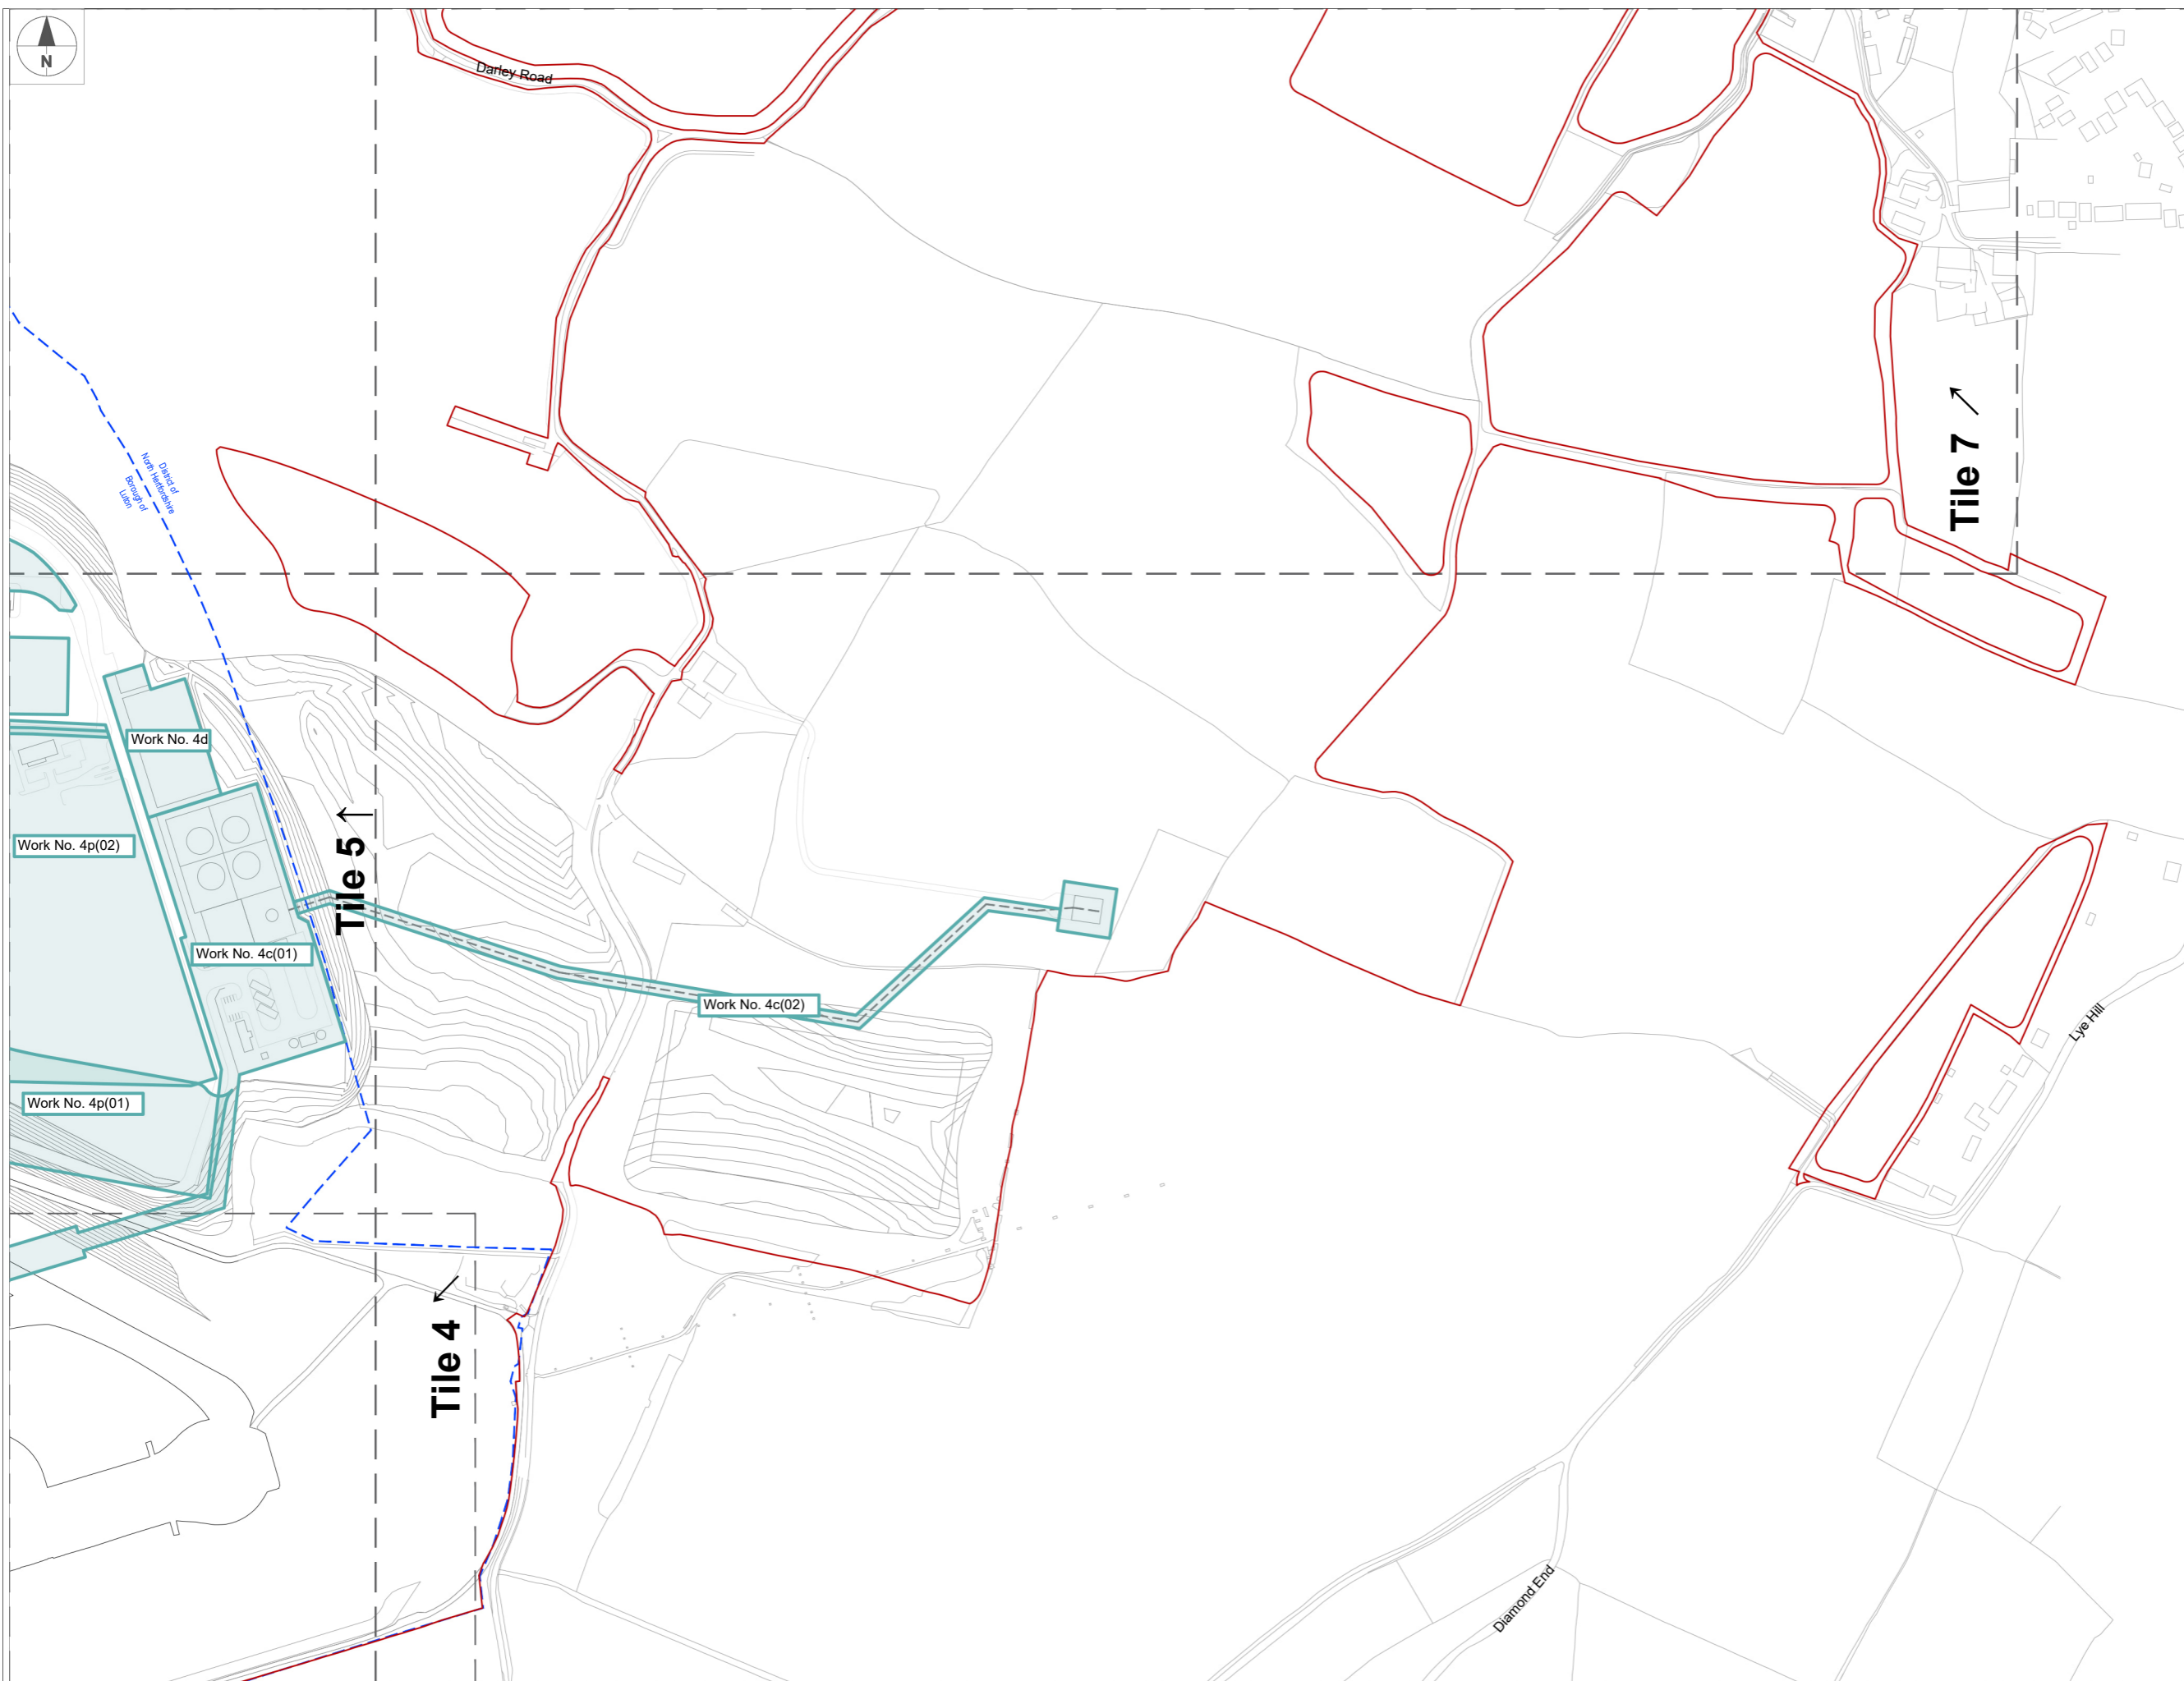 N
Darley Road
District of
North Hertfordshire
Borough of
Luton
Tile 7
Work No. 4d
Work No. 4p(02)
Tile 5
Work No. 4c(01)
Work No. 4c(02)
Lye Hill
Work No. 4p(01)
Tile 4
Diamond End